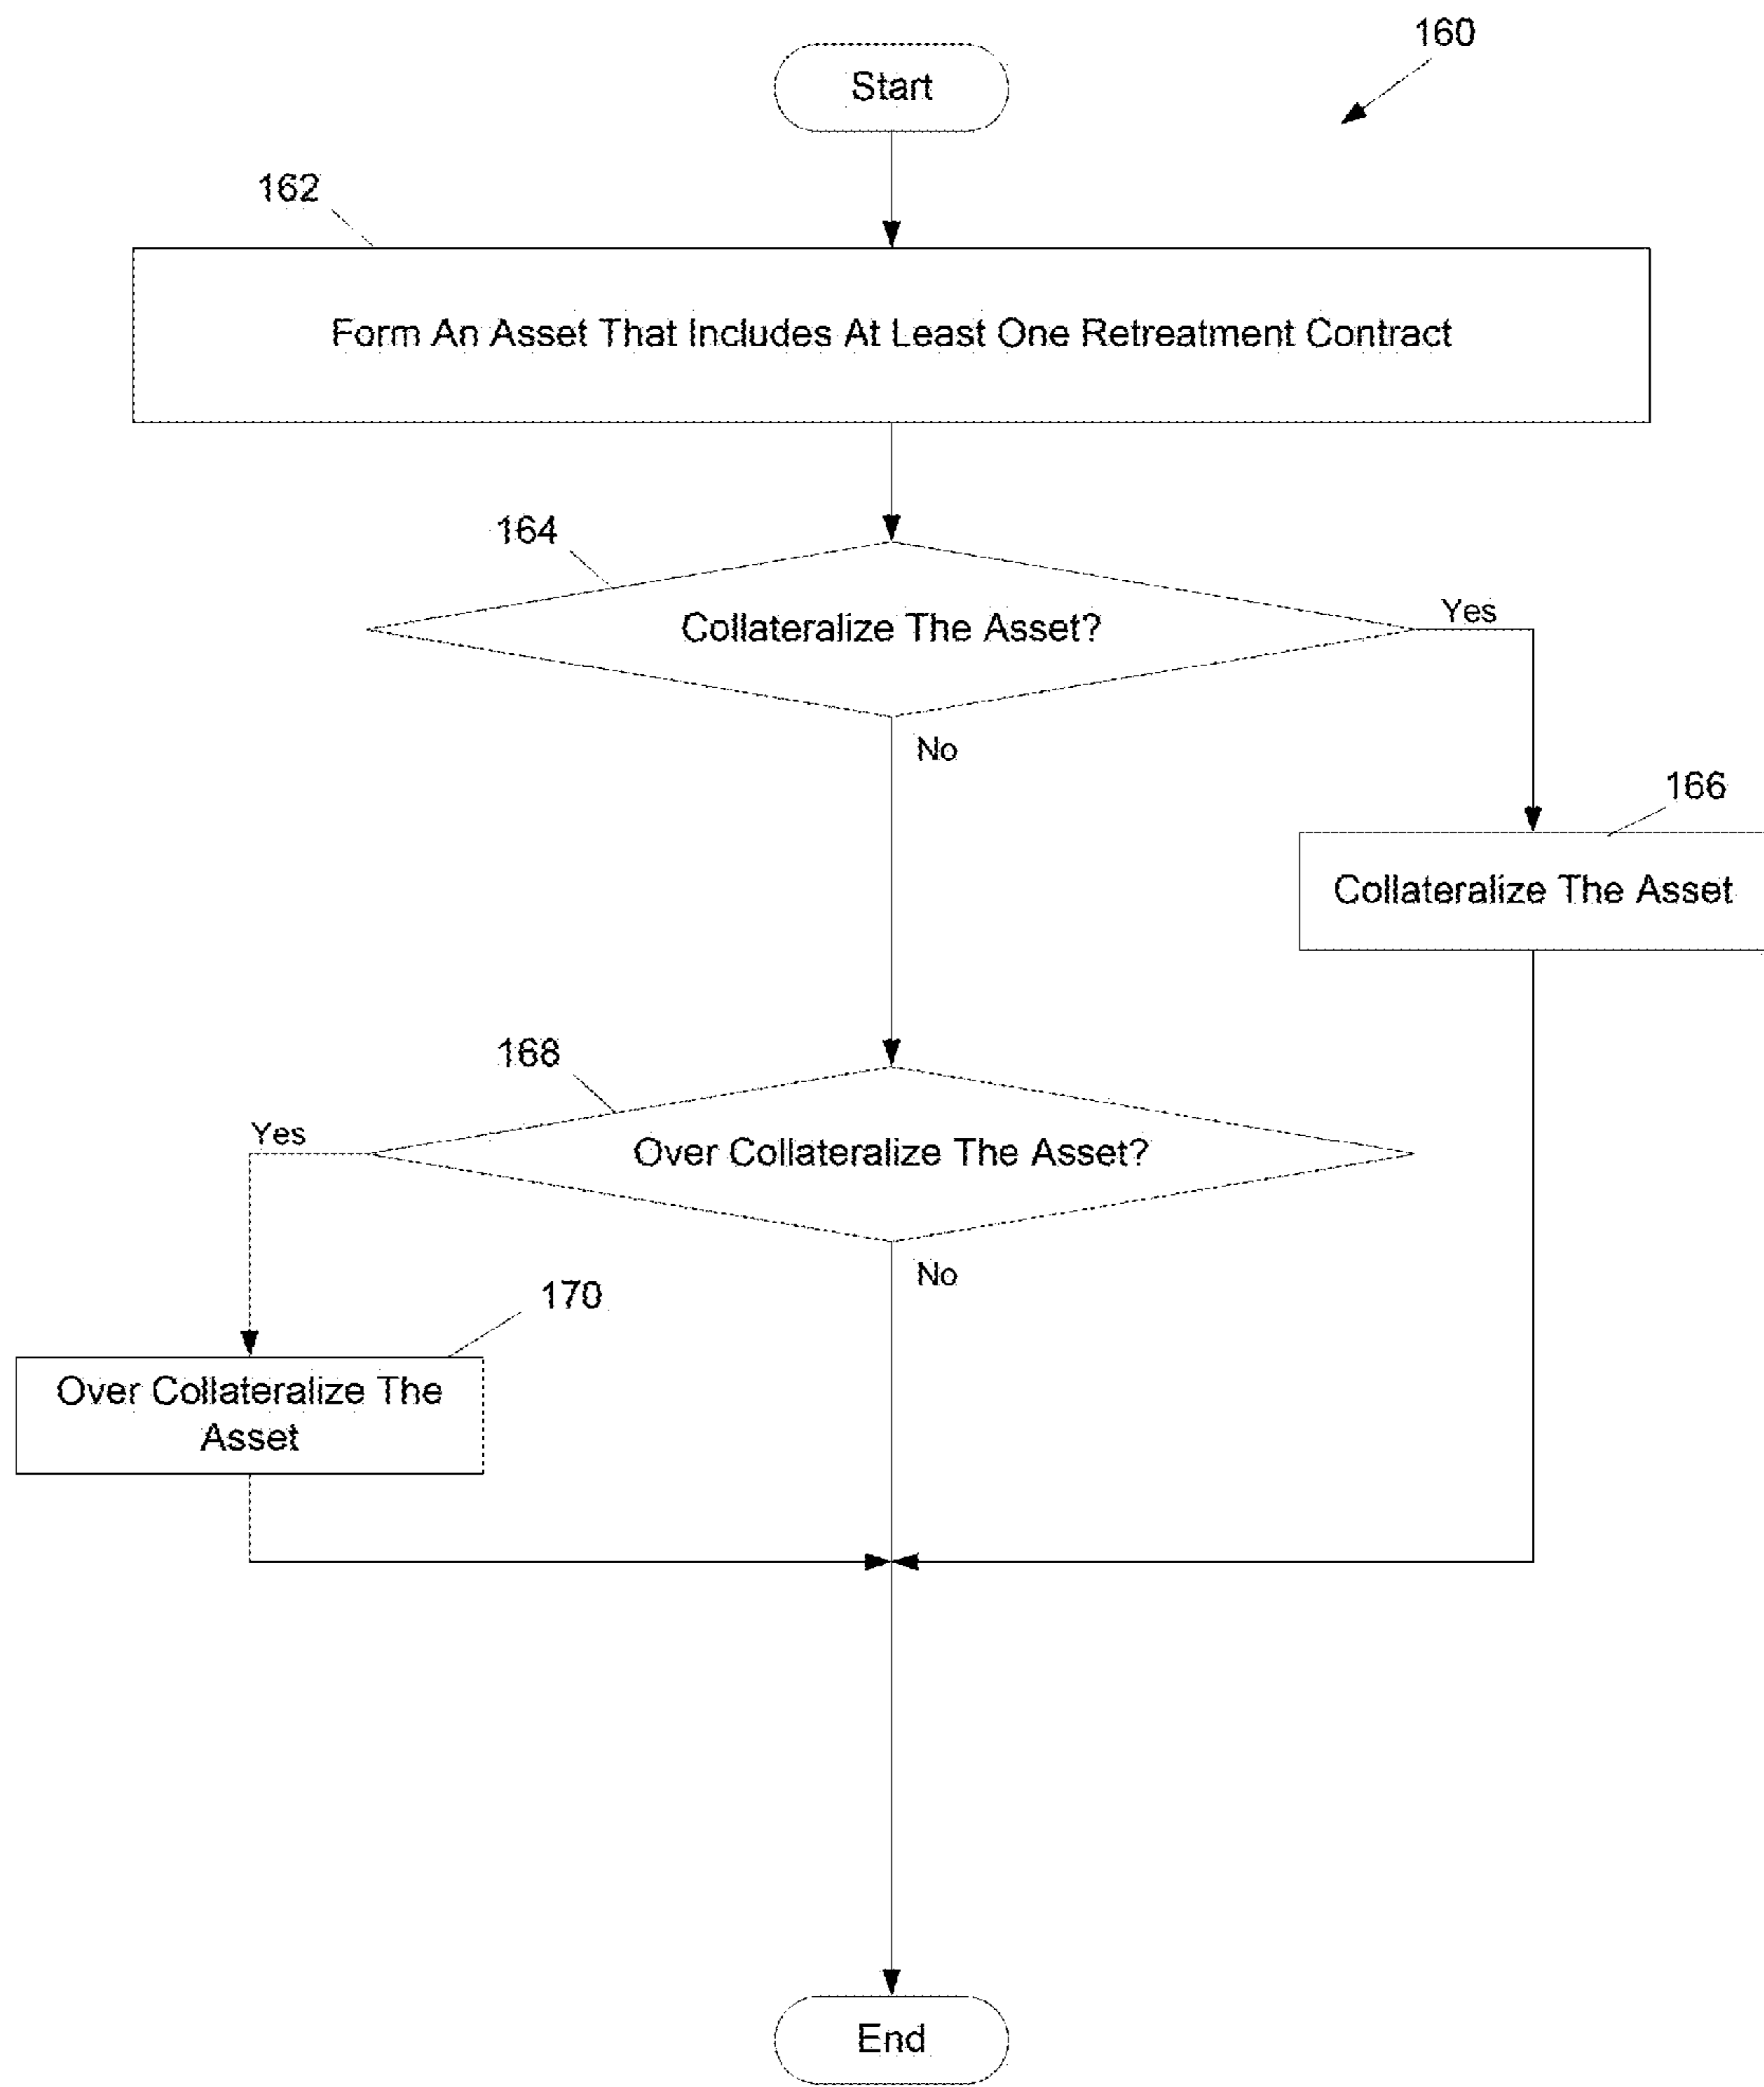 160
Start
162
Form An Asset That Includes At Least One Retreatment Contract
164
Collateralize The Asset?
Yes
No
166
Collateralize The Asset
168
Yes
Over Collateralize The Asset?
No
170
Over Collateralize The
Asset
End